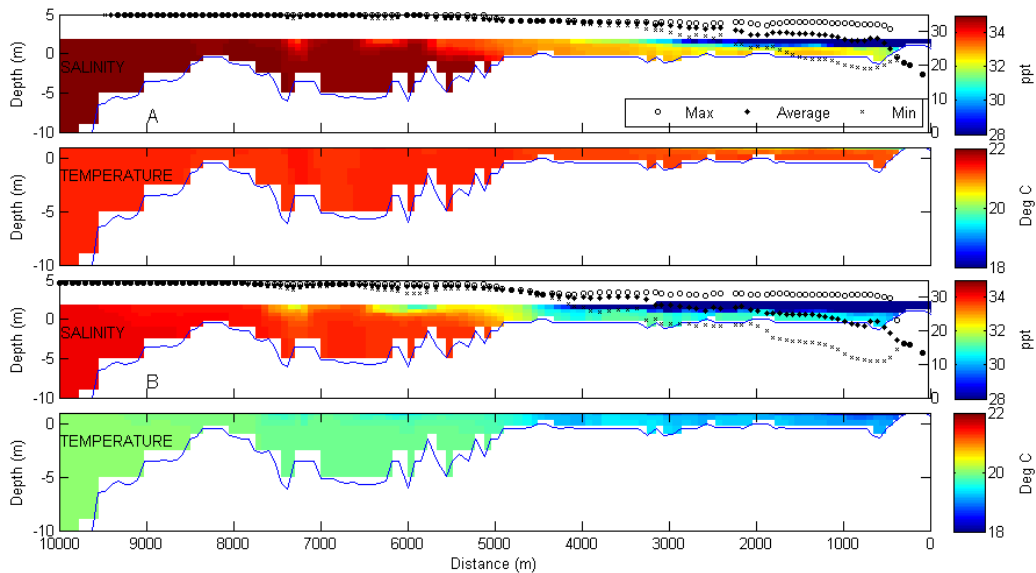 5
0
-5
-10
Depth (m)
SALINITY
A
30
20
10
0
Max
Average
Min
34
32
30
28
ppt
0
-5
-10
Depth (m)
TEMPERATURE
22
20
18
Deg C
5
0
-5
-10
Depth (m)
SALINITY
B
30
20
10
0
34
32
30
28
ppt
0
-5
-10
Depth (m)
TEMPERATURE
22
20
18
Deg C
10000 9000 8000 7000 6000 5000 4000 3000 2000 1000 0
Distance (m)